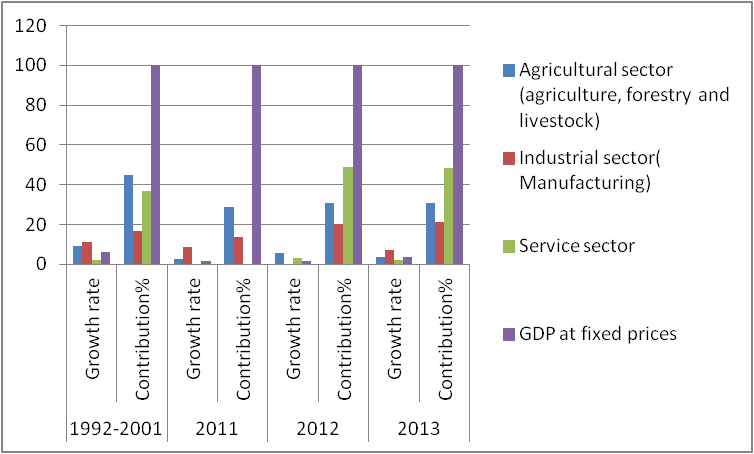 120
100
80
60
40
20
0
Growth rate
Contribution%
Growth rate
Contribution%
Growth rate
Contribution%
Growth rate
Contribution%
1992-2001
2011
2012
2013
Agricultural sector
(agriculture, forestry and
livestock)
Industrial sector(
Manufacturing)
Service sector
GDP at fixed prices